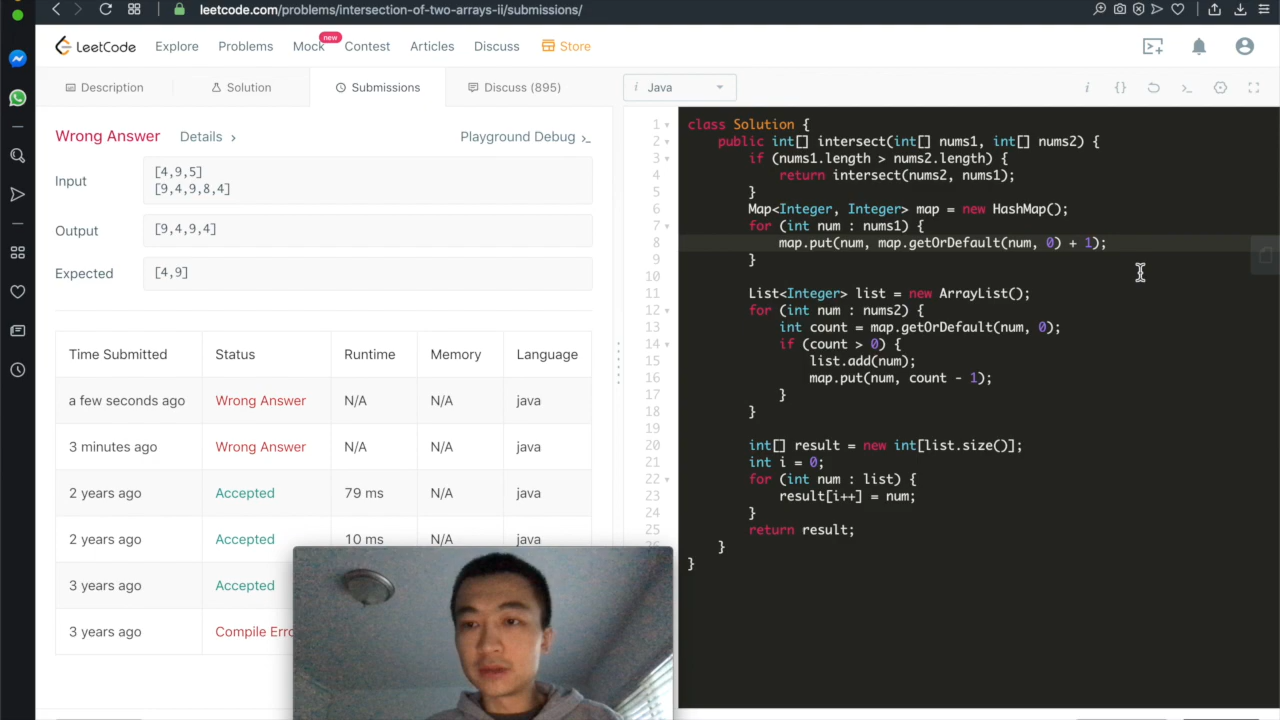 leetcode.com/problems/intersection-of-two-arrays-ii/submissions/
LeetCode Explore Problems Mock new Contest Articles Discuss Store
Description Solution Submissions Discuss (895)
i Java
i {}
Wrong Answer Details > Playground Debug >_
Input [4,9,5]
[9,4,9,8,4]
Output [9,4,9,4]
Expected [4,9]
Time Submitted Status Runtime Memory Language
a few seconds ago Wrong Answer N/A N/A java
3 minutes ago Wrong Answer N/A N/A java
2 years ago Accepted 79 ms N/A java
2 years ago Accepted 10 ms N/A java
3 years ago Accepted
3 years ago Compile Erro
1 class Solution {
2 public int[] intersect(int[] nums1, int[] nums2) {
3 if (nums1.length > nums2.length) {
4 return intersect(nums2, nums1);
5 }
6 Map<Integer, Integer> map = new HashMap();
7 for (int num : nums1) {
8 map.put(num, map.getOrDefault(num, 0) + 1);
9 }
10
11 List<Integer> list = new ArrayList();
12 for (int num : nums2) {
13 int count = map.getOrDefault(num, 0);
14 if (count > 0) {
15 list.add(num);
16 map.put(num, count - 1);
17 }
18 }
19
20 int[] result = new int[list.size()];
21 int i = 0;
22 for (int num : list) {
23 result[i++] = num;
24 }
25 return result;
}
}